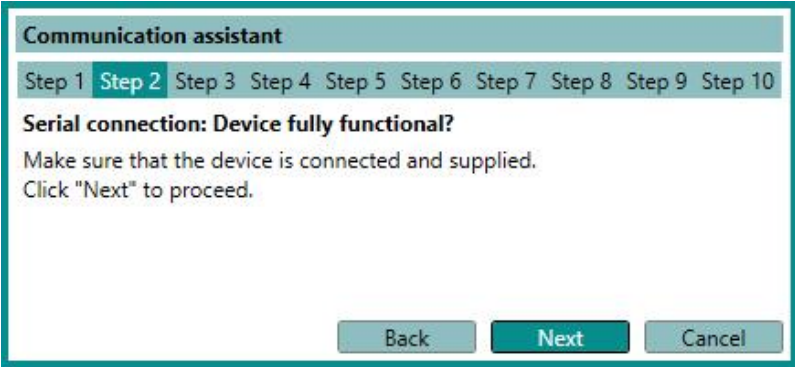 Communication assistant
Step 1 Step 2 Step 3 Step 4 Step 5 Step 6 Step 7 Step 8 Step 9 Step 10
Serial connection: Device fully functional?
Make sure that the device is connected and supplied.
Click "Next" to proceed.
Back Next Cancel